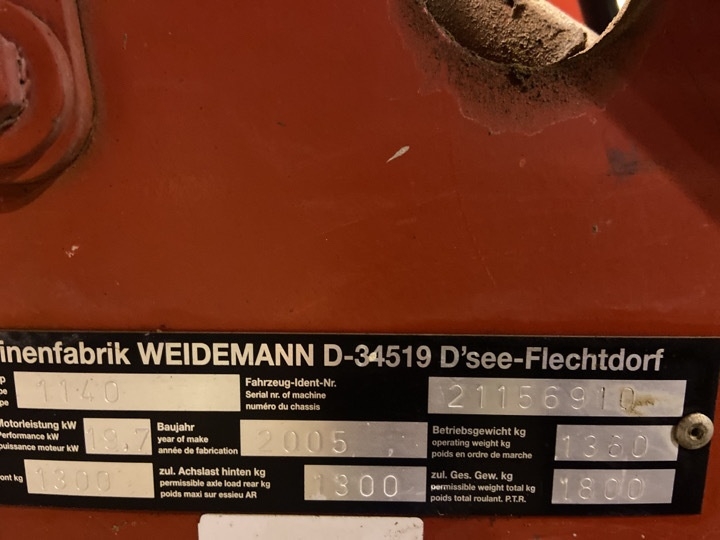 inenfabrik WEIDEMANN D-34519 D'see-Flechtdorf
1140
Fahrzeug-Ident-Nr.
Serial nr. of machine
numéro du chassis
21156910
Motorleistung kW
Performance kW
puissance moteur kW
19.7
Baujahr
year of make
année de fabrication
2005
Betriebsgewicht kg
operating weight kg
poids en ordre de marche
1360
ont kg
1300
zul. Achslast hinten kg
permissible axle load rear kg
poids maxi sur essieu AR
1300
zul. Ges. Gew. kg
permissible weight total kg
poids total roulant. P.T.R.
1800